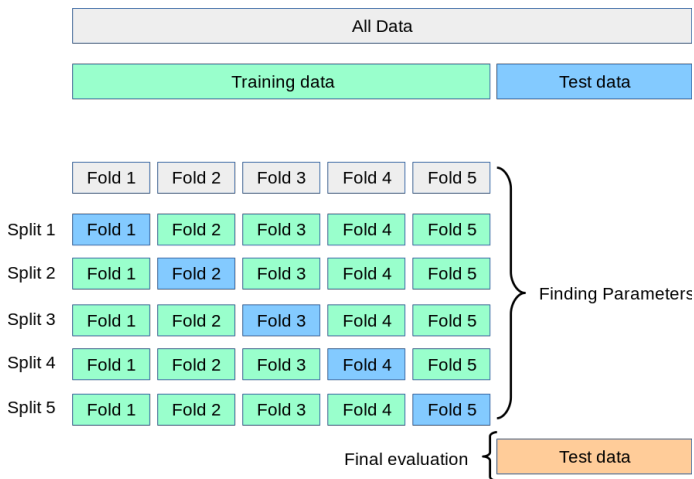 All Data
Training data Test data
Fold 1 Fold 2 Fold 3 Fold 4 Fold 5
Split 1 Fold 1 Fold 2 Fold 3 Fold 4 Fold 5
Split 2 Fold 1 Fold 2 Fold 3 Fold 4 Fold 5
Finding Parameters
Split 3 Fold 1 Fold 2 Fold 3 Fold 4 Fold 5
Split 4 Fold 1 Fold 2 Fold 3 Fold 4 Fold 5
Split 5 Fold 1 Fold 2 Fold 3 Fold 4 Fold 5
Final evaluation Test data